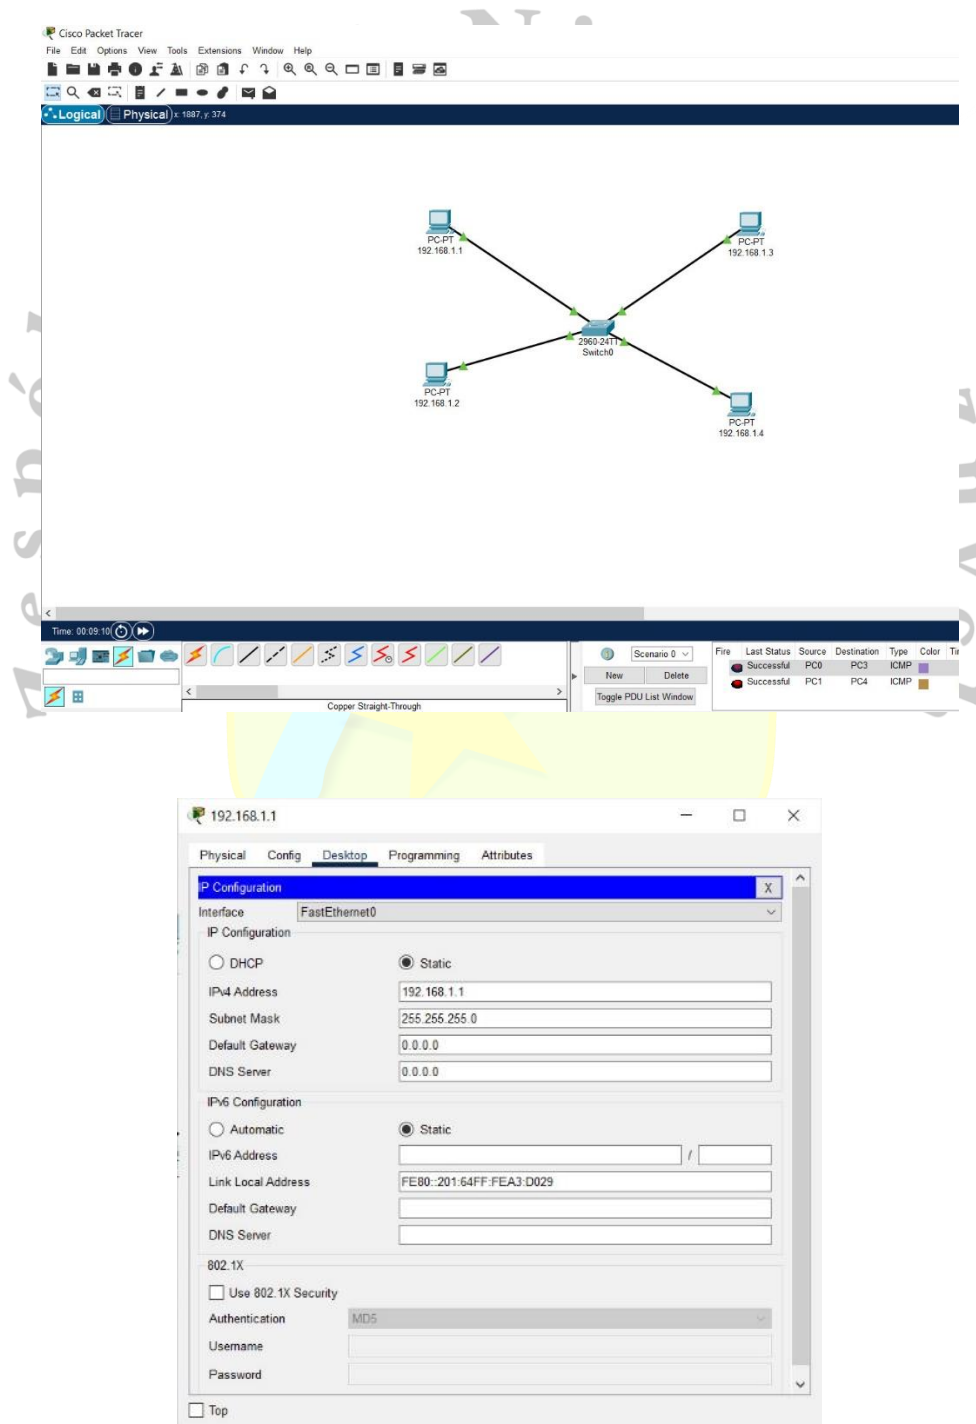 Cisco Packet Tracer
File Edit Options View Tools Extensions Window Help
Logical Physical x: 1887, y: 374
PC-PT
192.168.1.1
PC-PT
192.168.1.3
2960-24TT
Switch0
PC-PT
192.168.1.2
PC-PT
192.168.1.4
Time: 00:09:10
Scenario 0
New Delete
Toggle PDU List Window
Fire Last Status Source Destination Type Color
Successful PC0 PC3 ICMP
Successful PC1 PC4 ICMP
Copper Straight-Through
192.168.1.1
Physical Config Desktop Programming Attributes
IP Configuration X
Interface FastEthernet0
IP Configuration
DHCP Static
IPv4 Address 192.168.1.1
Subnet Mask 255.255.255.0
Default Gateway 0.0.0.0
DNS Server 0.0.0.0
IPv6 Configuration
Automatic Static
IPv6 Address /
Link Local Address FE80::201:64FF:FEA3:D029
Default Gateway
DNS Server
802.1X
Use 802.1X Security
Authentication MD5
Username
Password
Top